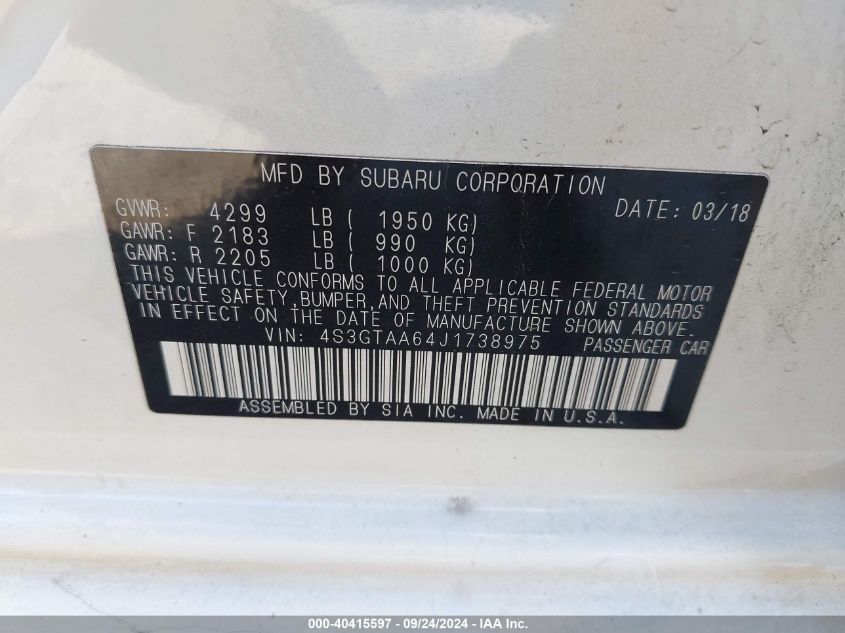 MFD BY SUBARU CORPORATION
DATE: 03/18
GVWR: 4299 LB ( 1950 KG)
GAWR: F 2183 LB ( 990 KG)
GAWR: R 2205 LB ( 1000 KG)
THIS VEHICLE CONFORMS TO ALL APPLICABLE FEDERAL MOTOR
VEHICLE SAFETY, BUMPER, AND THEFT PREVENTION STANDARDS
IN EFFECT ON THE DATE OF MANUFACTURE SHOWN ABOVE.
VIN: 4S3GTAA64J1738975 PASSENGER CAR
ASSEMBLED BY SIA INC. MADE IN U.S.A.
000-40415597 - 09/24/2024 - IAA Inc.